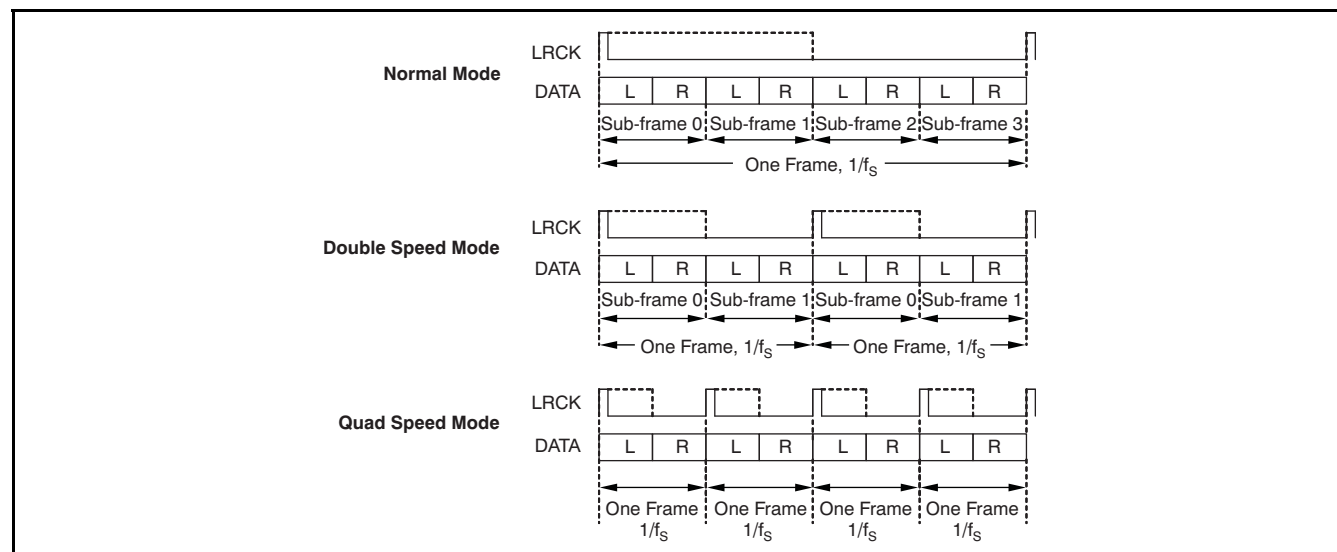 LRCK
Normal Mode
DATA L R L R L R L R
Sub-frame 0 Sub-frame 1 Sub-frame 2 Sub-frame 3
One Frame, 1/fS
LRCK
Double Speed Mode
DATA L R L R L R L R
Sub-frame 0 Sub-frame 1 Sub-frame 0 Sub-frame 1
One Frame, 1/fS One Frame, 1/fS
LRCK
Quad Speed Mode
DATA L R L R L R L R
One Frame One Frame One Frame One Frame
1/fS 1/fS 1/fS 1/fS